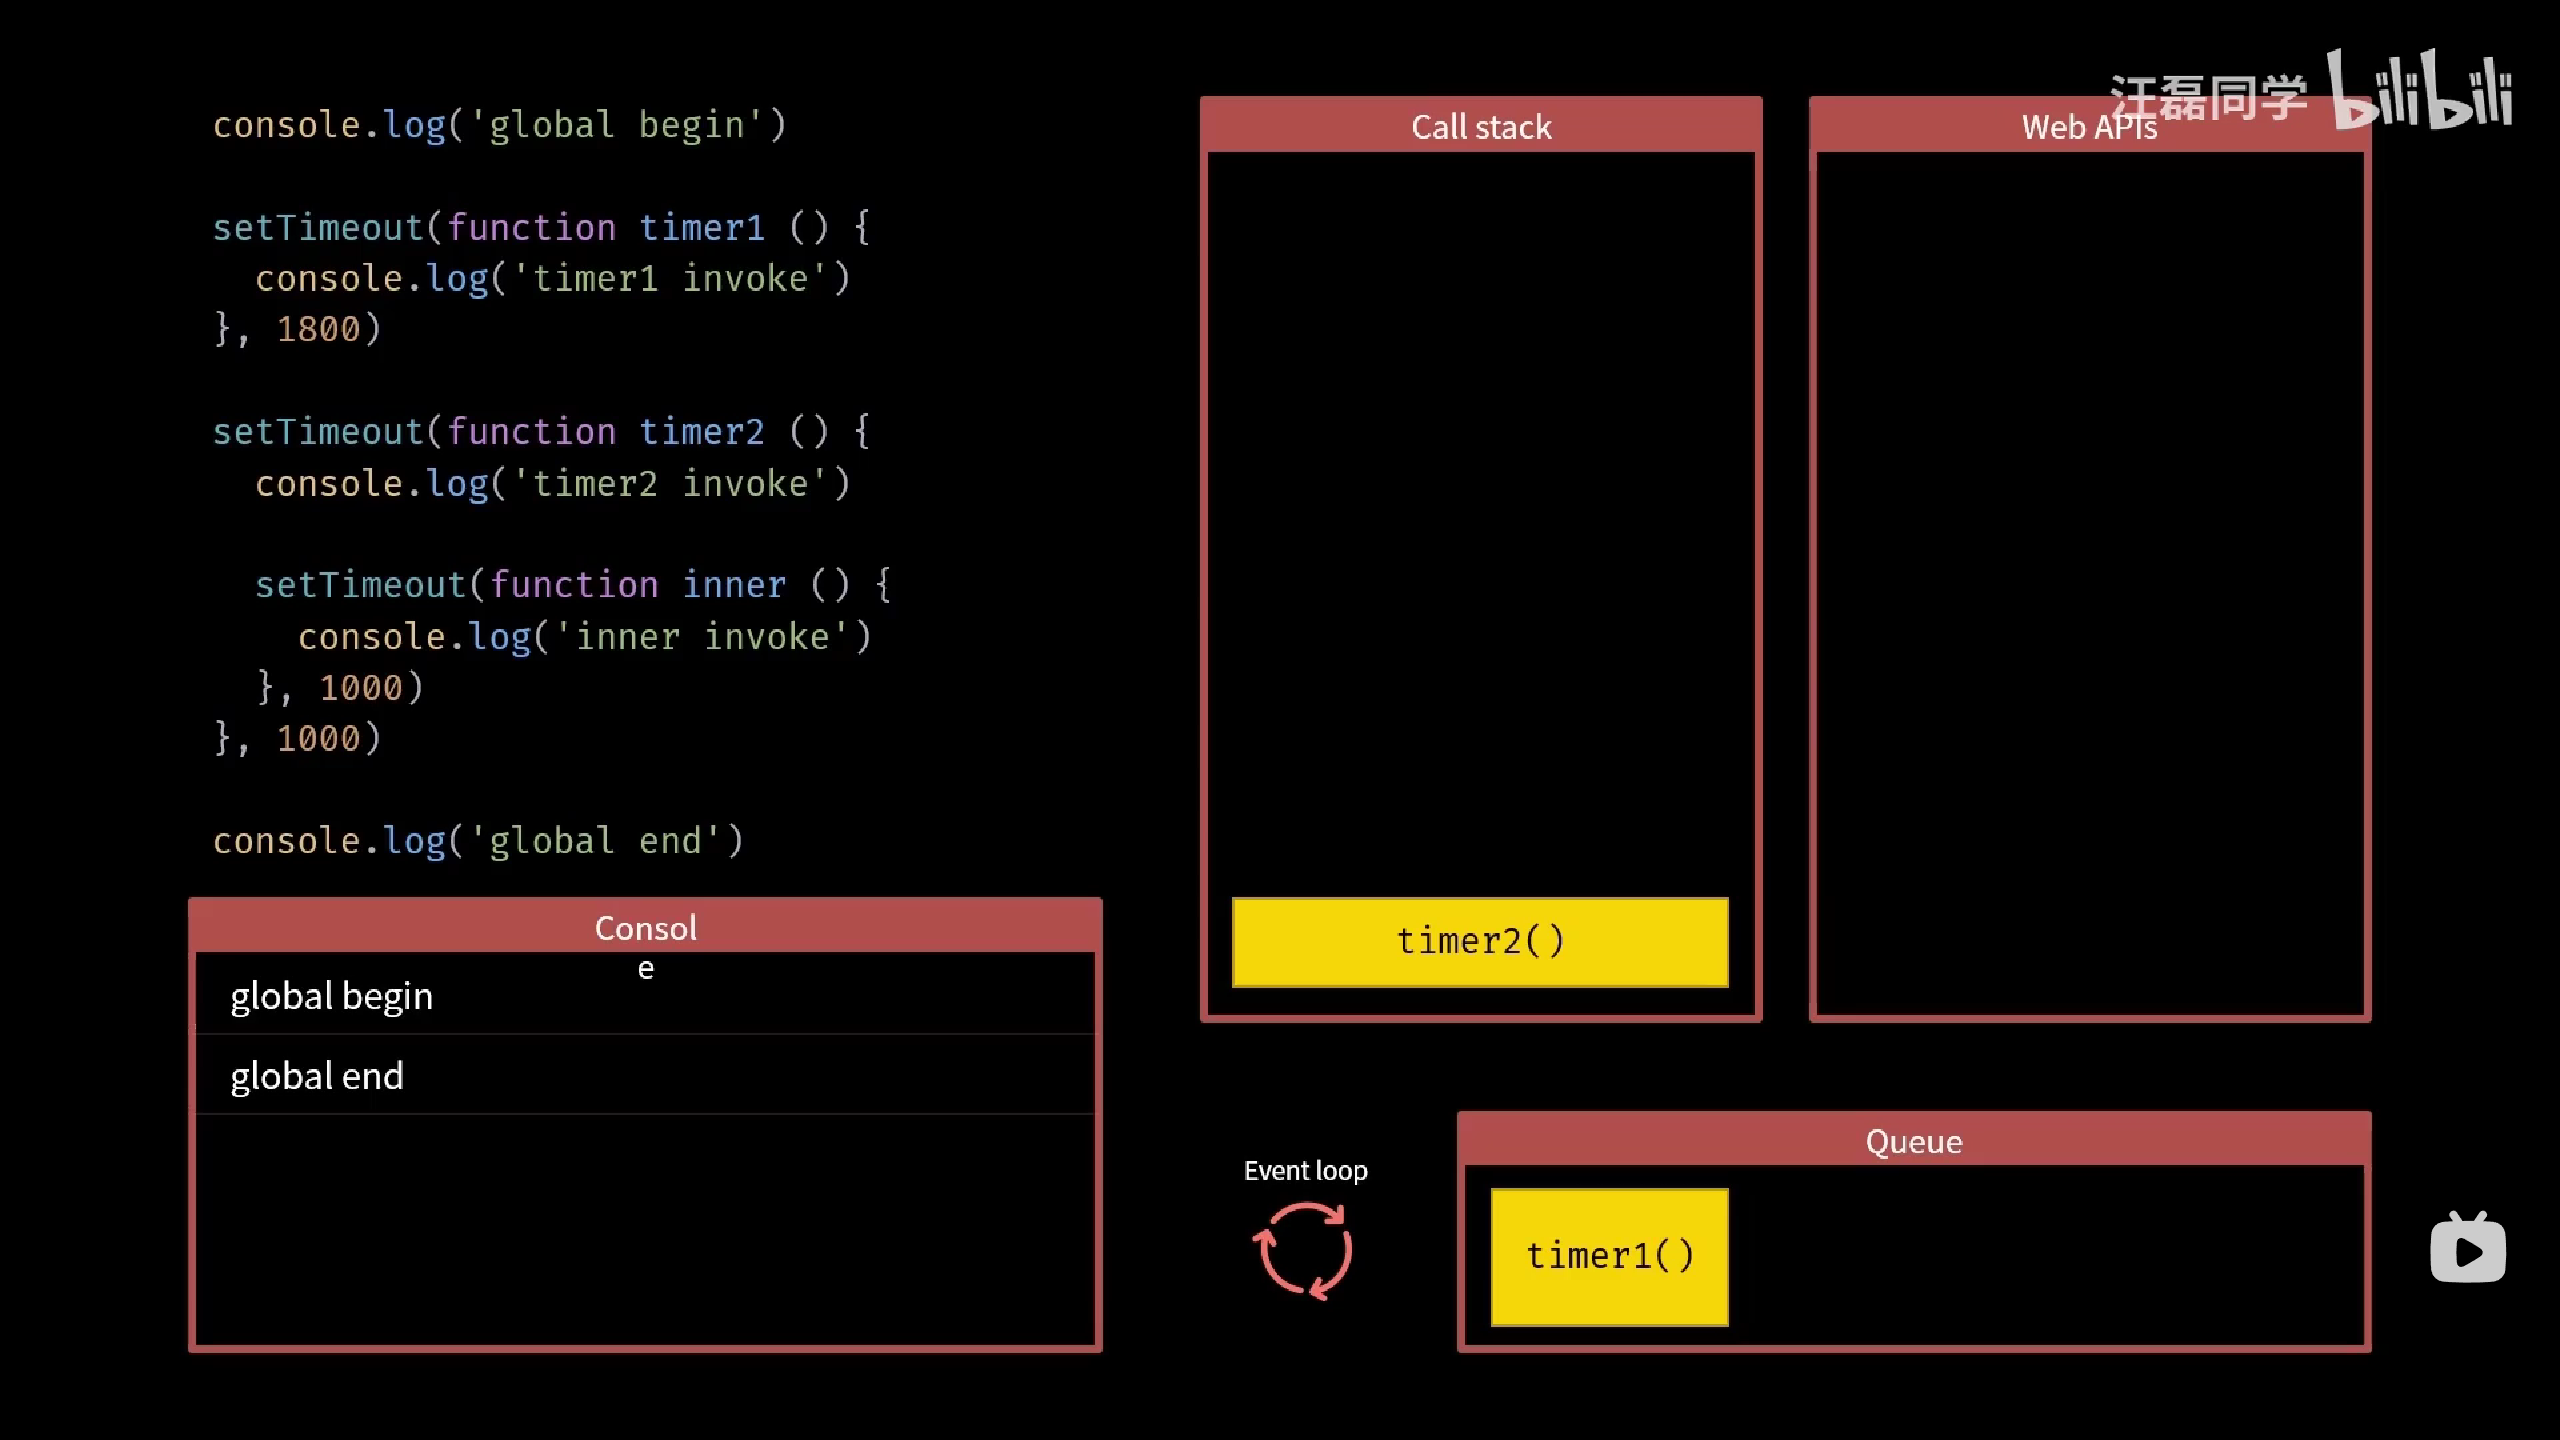 console.log('global begin')
setTimeout(function timer1 () {
console.log('timer1 invoke')
}, 1800)
setTimeout(function timer2 () {
console.log('timer2 invoke')
setTimeout(function inner () {
console.log('inner invoke')
}, 1000)
}, 1000)
console.log('global end')
Consol
e
global begin
global end
Call stack
timer2()
汪磊同学 bilibili
Web APIs
Event loop
Queue
timer1()